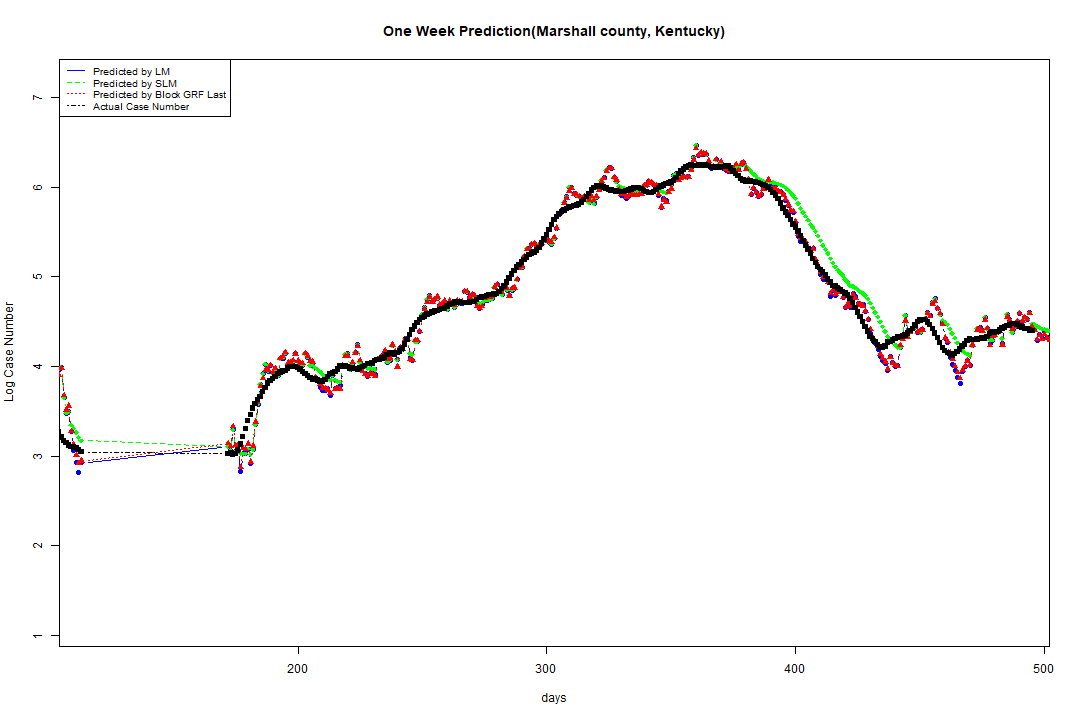 One Week Prediction(Marshall county, Kentucky)
Predicted by LM
Predicted by SLM
Predicted by Block GRF Last
Actual Case Number
7
6
5
4
3
2
1
Log Case Number
200 300 400 500
days